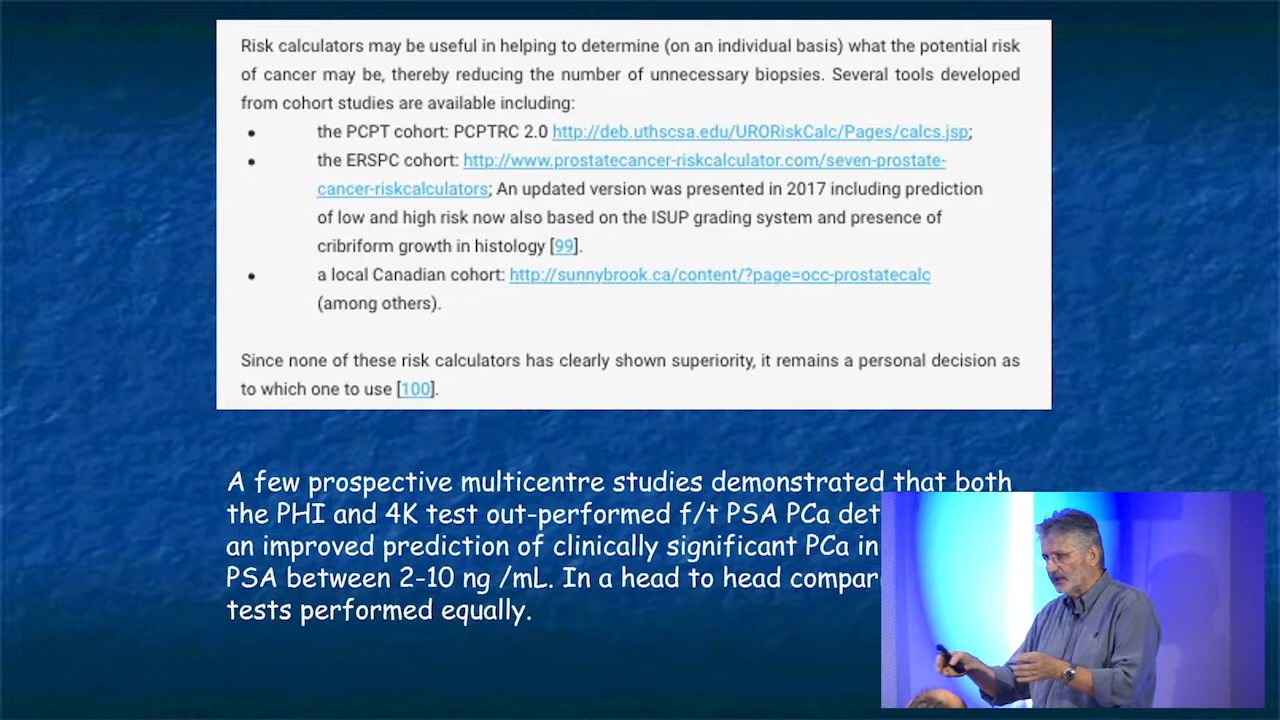 Risk calculators may be useful in helping to determine (on an individual basis) what the potential risk
of cancer may be, thereby reducing the number of unnecessary biopsies. Several tools developed
from cohort studies are available including:
• the PCPT cohort: PCPTRC 2.0 http://deb.uthscsa.edu/URORiskCalc/Pages/calcs.jsp;
• the ERSPC cohort: http://www.prostatecancer-riskcalculator.com/seven-prostate-
cancer-riskcalculators; An updated version was presented in 2017 including prediction
of low and high risk now also based on the ISUP grading system and presence of
cribriform growth in histology [99].
• a local Canadian cohort: http://sunnybrook.ca/content/?page=occ-prostatecalc
(among others).
Since none of these risk calculators has clearly shown superiority, it remains a personal decision as
to which one to use [100].
A few prospective multicentre studies demonstrated that both
the PHI and 4K test out-performed f/t PSA PCa det
an improved prediction of clinically significant PCa in
PSA between 2-10 ng /mL. In a head to head compar
tests performed equally.